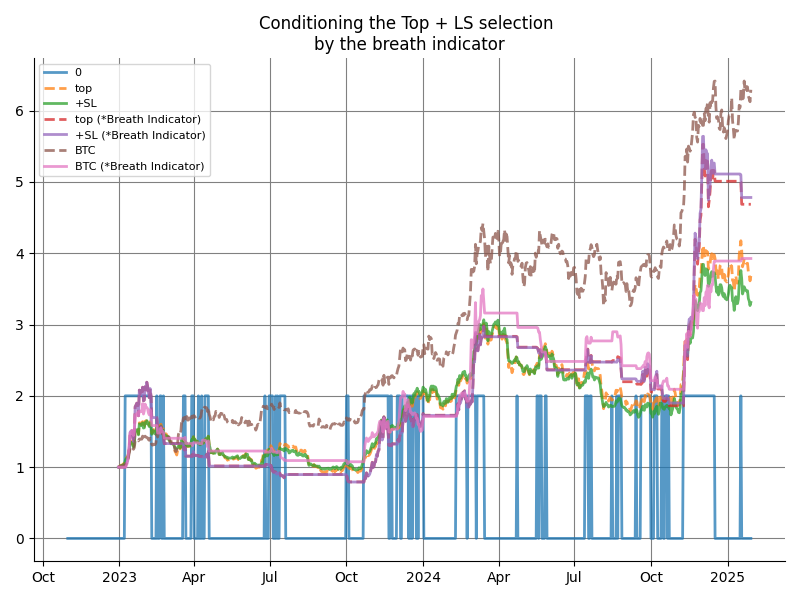 Conditioning the Top + LS selection
by the breath indicator
0
top
+SL
top (*Breath Indicator)
+SL (*Breath Indicator)
BTC
BTC (*Breath Indicator)
6
5
4
3
2
1
0
Oct
2023
Apr
Jul
Oct
2024
Apr
Jul
Oct
2025